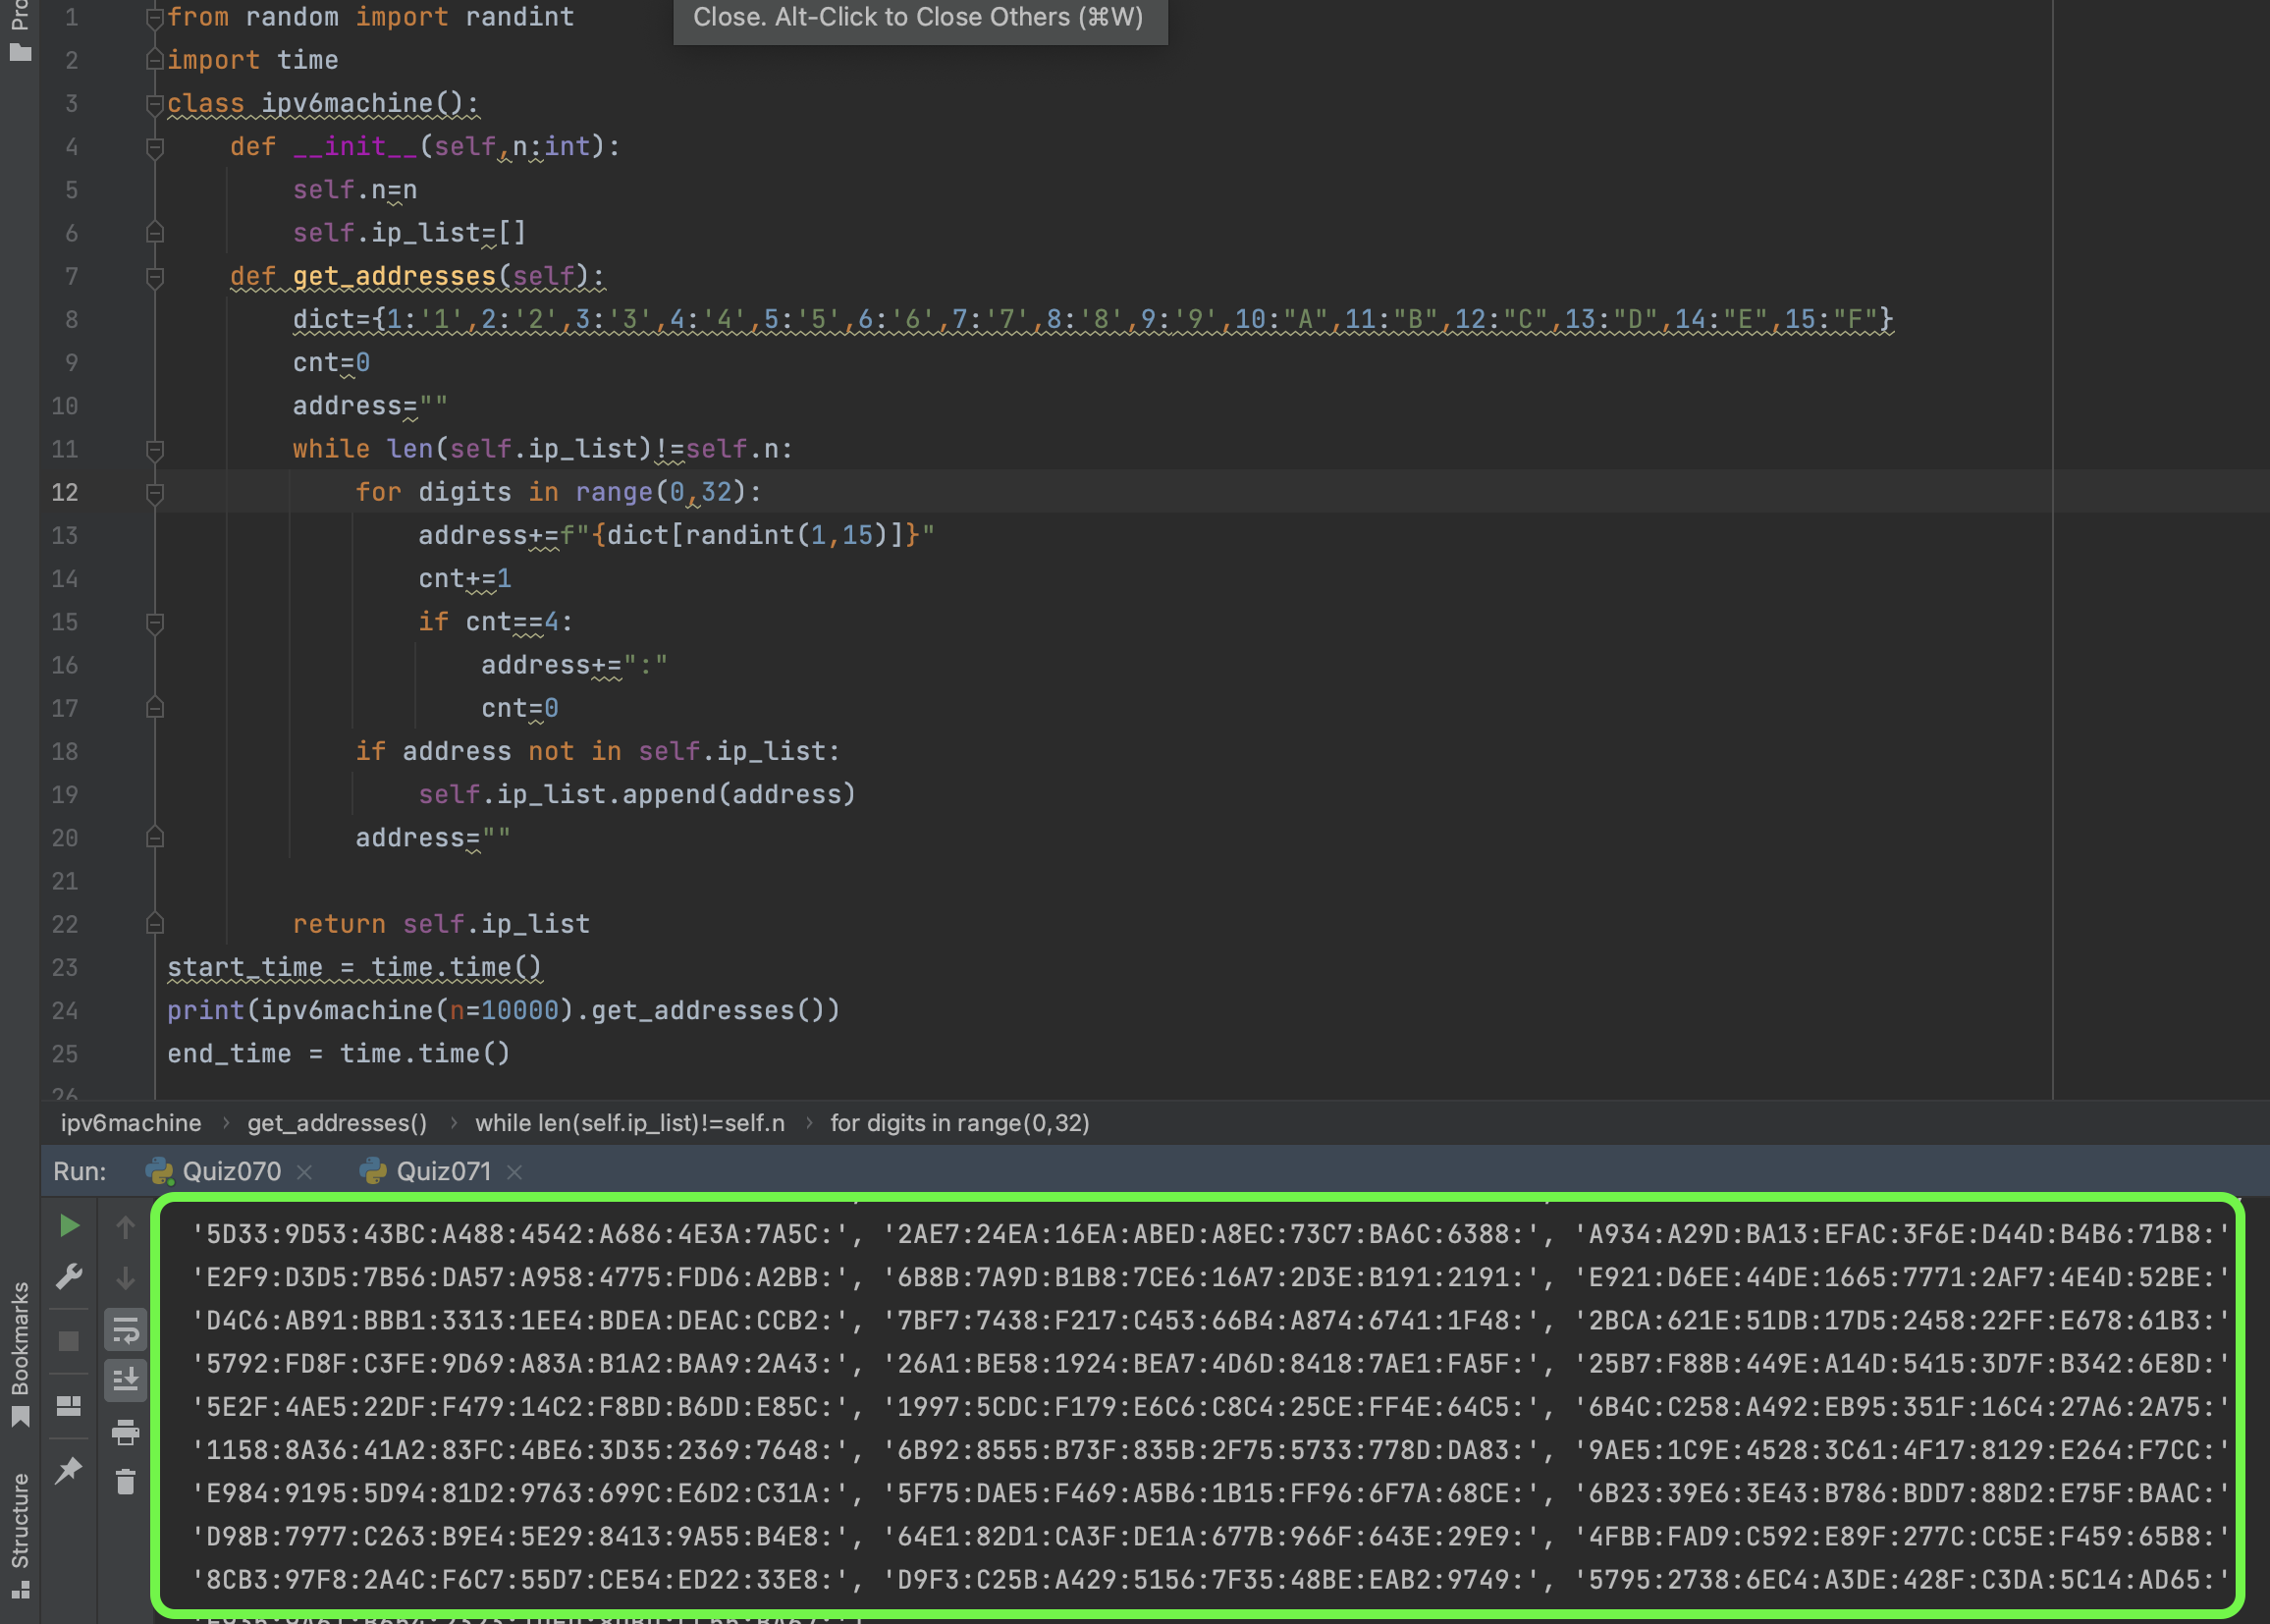 Close. Alt-Click to Close Others (⌘W)
1 from random import randint
2 import time
3 class ipv6machine():
4 def __init__(self,n:int):
5 self.n=n
6 self.ip_list=[]
7 def get_addresses(self):
8 dict={1:'1',2:'2',3:'3',4:'4',5:'5',6:'6',7:'7',8:'8',9:'9',10:"A",11:"B",12:"C",13:"D",14:"E",15:"F"}
9 cnt=0
10 address=""
11 while len(self.ip_list)!=self.n:
12 for digits in range(0,32):
13 address+=f"{dict[randint(1,15)]}"
14 cnt+=1
15 if cnt==4:
16 address+=":"
17 cnt=0
18 if address not in self.ip_list:
19 self.ip_list.append(address)
20 address=""
21
22 return self.ip_list
23 start_time = time.time()
24 print(ipv6machine(n=10000).get_addresses())
25 end_time = time.time()
26
ipv6machine › get_addresses() › while len(self.ip_list)!=self.n › for digits in range(0,32)
Run: Quiz070 × Quiz071 ×
'5D33:9D53:43BC:A488:4542:A686:4E3A:7A5C:', '2AE7:24EA:16EA:ABED:A8EC:73C7:BA6C:6388:', 'A934:A29D:BA13:EFAC:3F6E:D44D:B4B6:71B8:'
'E2F9:D3D5:7B56:DA57:A958:4775:FDD6:A2BB:', '6B8B:7A9D:B1B8:7CE6:16A7:2D3E:B191:2191:', 'E921:D6EE:44DE:1665:7771:2AF7:4E4D:52BE:'
'D4C6:AB91:BBB1:3313:1EE4:BDEA:DEAC:CCB2:', '7BF7:7438:F217:C453:66B4:A874:6741:1F48:', '2BCA:621E:51DB:17D5:2458:22FF:E678:61B3:'
'5792:FD8F:C3FE:9D69:A83A:B1A2:BAA9:2A43:', '26A1:BE58:1924:BEA7:4D6D:8418:7AE1:FA5F:', '25B7:F88B:449E:A14D:5415:3D7F:B342:6E8D:'
'5E2F:4AE5:22DF:F479:14C2:F8BD:B6DD:E85C:', '1997:5CDC:F179:E6C6:C8C4:25CE:FF4E:64C5:', '6B4C:C258:A492:EB95:351F:16C4:27A6:2A75:'
'1158:8A36:41A2:83FC:4BE6:3D35:2369:7648:', '6B92:8555:B73F:835B:2F75:5733:778D:DA83:', '9AE5:1C9E:4528:3C61:4F17:8129:E264:F7CC:'
'E984:9195:5D94:81D2:9763:699C:E6D2:C31A:', '5F75:DAE5:F469:A5B6:1B15:FF96:6F7A:68CE:', '6B23:39E6:3E43:B786:BDD7:88D2:E75F:BAAC:'
'D98B:7977:C263:B9E4:5E29:8413:9A55:B4E8:', '64E1:82D1:CA3F:DE1A:677B:966F:643E:29E9:', '4FBB:FAD9:C592:E89F:277C:CC5E:F459:65B8:'
'8CB3:97F8:2A4C:F6C7:55D7:CE54:ED22:33E8:', 'D9F3:C25B:A429:5156:7F35:48BE:EAB2:9749:', '5795:2738:6EC4:A3DE:428F:C3DA:5C14:AD65:'
Bookmarks
Structure